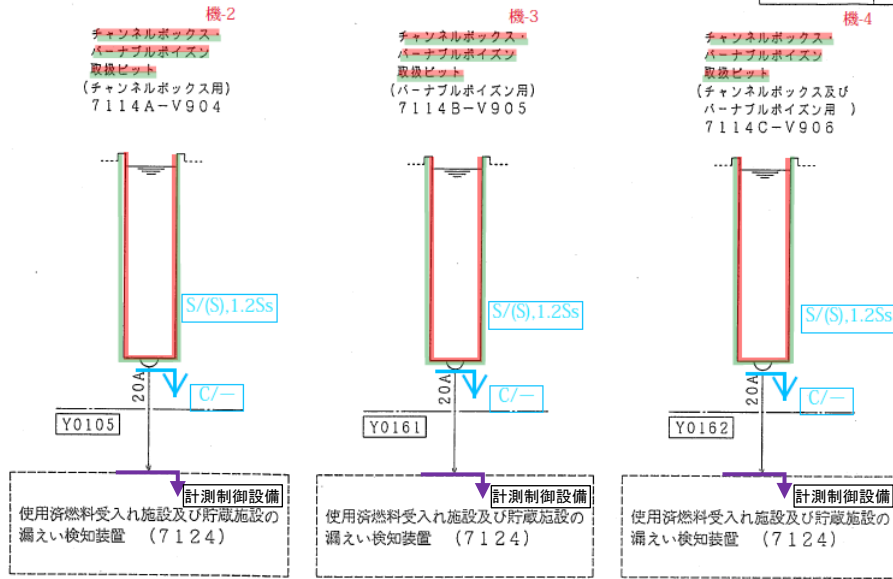 機-2
チャンネルボックス・
バーナブルポイズン
取扱ピット
(チャンネルボックス用)
7114A-V904
S/(S),1.2Ss
20A
C/―
Y0105
計測制御設備
使用済燃料受入れ施設及び貯蔵施設の
漏えい検知装置 (7124)
機-3
チャンネルボックス・
バーナブルポイズン
取扱ピット
(バーナブルポイズン用)
7114B-V905
S/(S),1.2Ss
20A
C/―
Y0161
計測制御設備
使用済燃料受入れ施設及び貯蔵施設の
漏えい検知装置 (7124)
機-4
チャンネルボックス・
バーナブルポイズン
取扱ピット
(チャンネルボックス及び
バーナブルポイズン用 )
7114C-V906
S/(S),1.2Ss
20A
C/―
Y0162
計測制御設備
使用済燃料受入れ施設及び貯蔵施設の
漏えい検知装置 (7124)